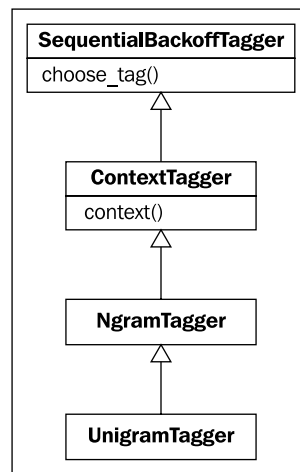 SequentialBackoffTagger
choose_tag()
ContextTagger
context()
NgramTagger
UnigramTagger